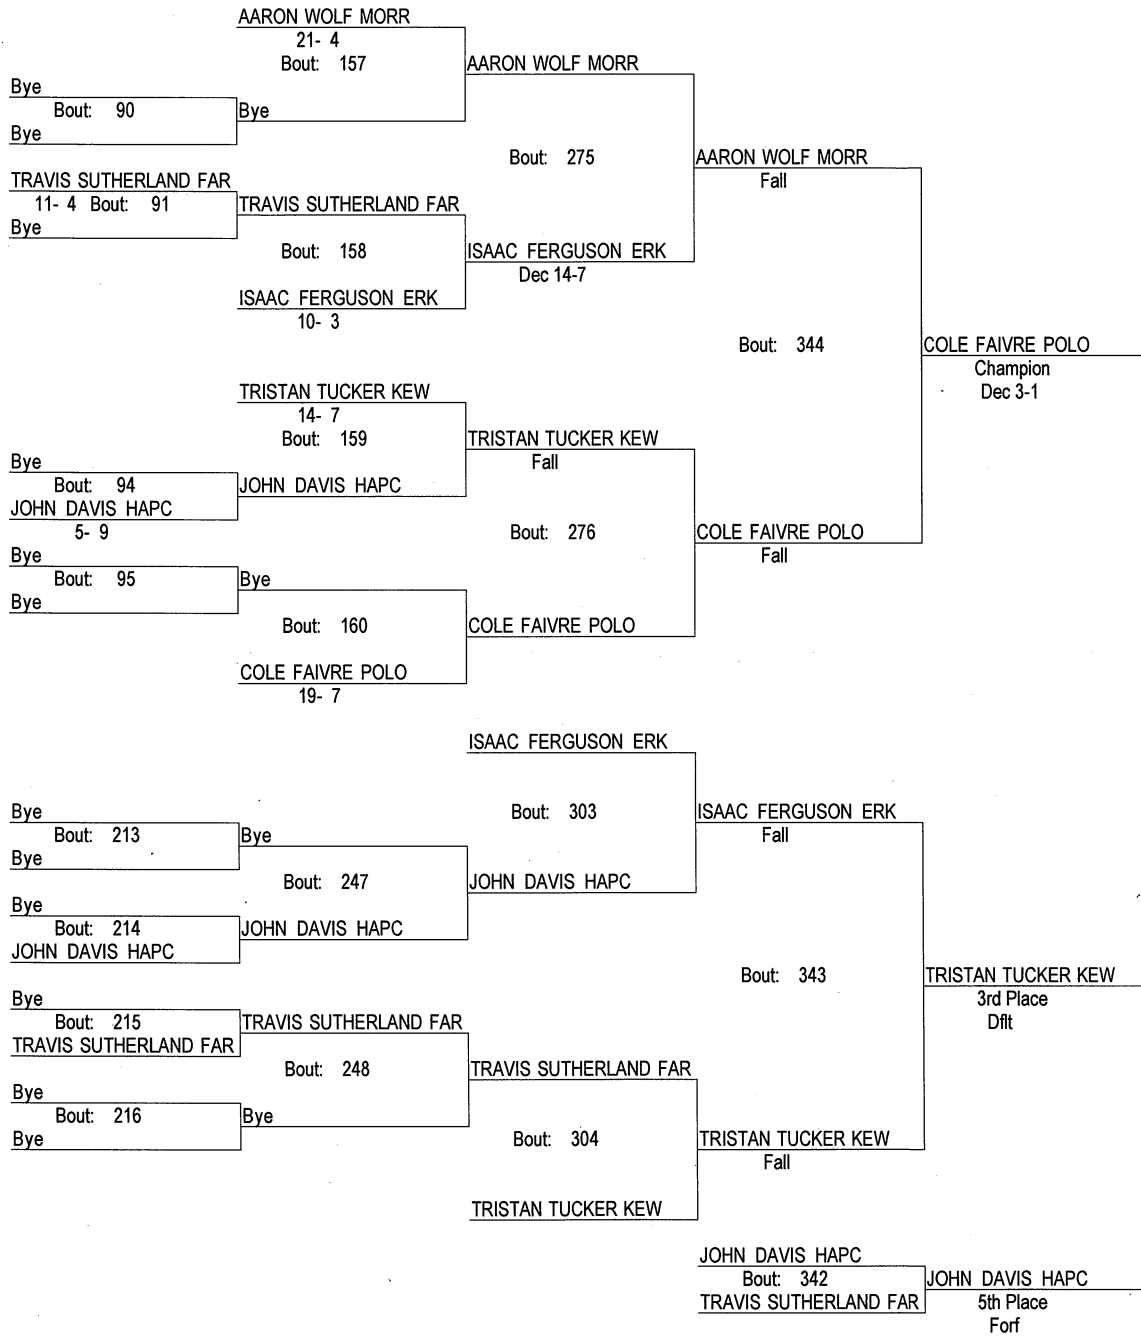 AARON WOLF MORR
21- 4
Bout: 157
AARON WOLF MORR
Bye
Bout: 90
Bye
Bye
Bout: 275
AARON WOLF MORR
Fall
TRAVIS SUTHERLAND FAR
11- 4 Bout: 91
TRAVIS SUTHERLAND FAR
Bye
Bout: 158
ISAAC FERGUSON ERK
Dec 14-7
ISAAC FERGUSON ERK
10- 3
Bout: 344
COLE FAIVRE POLO
Champion
Dec 3-1
TRISTAN TUCKER KEW
14- 7
Bout: 159
TRISTAN TUCKER KEW
Fall
Bye
Bout: 94
JOHN DAVIS HAPC
JOHN DAVIS HAPC
5- 9
Bout: 276
COLE FAIVRE POLO
Fall
Bye
Bout: 95
Bye
Bye
Bout: 160
COLE FAIVRE POLO
COLE FAIVRE POLO
19- 7
ISAAC FERGUSON ERK
Bye
Bout: 213
Bye
Bye
Bout: 303
ISAAC FERGUSON ERK
Fall
Bout: 247
JOHN DAVIS HAPC
Bye
Bout: 214
JOHN DAVIS HAPC
JOHN DAVIS HAPC
Bout: 343
TRISTAN TUCKER KEW
3rd Place
Dflt
Bye
Bout: 215
TRAVIS SUTHERLAND FAR
TRAVIS SUTHERLAND FAR
Bout: 248
TRAVIS SUTHERLAND FAR
Bye
Bout: 216
Bye
Bye
Bout: 304
TRISTAN TUCKER KEW
Fall
TRISTAN TUCKER KEW
JOHN DAVIS HAPC
Bout: 342
TRAVIS SUTHERLAND FAR
JOHN DAVIS HAPC
5th Place
Forf